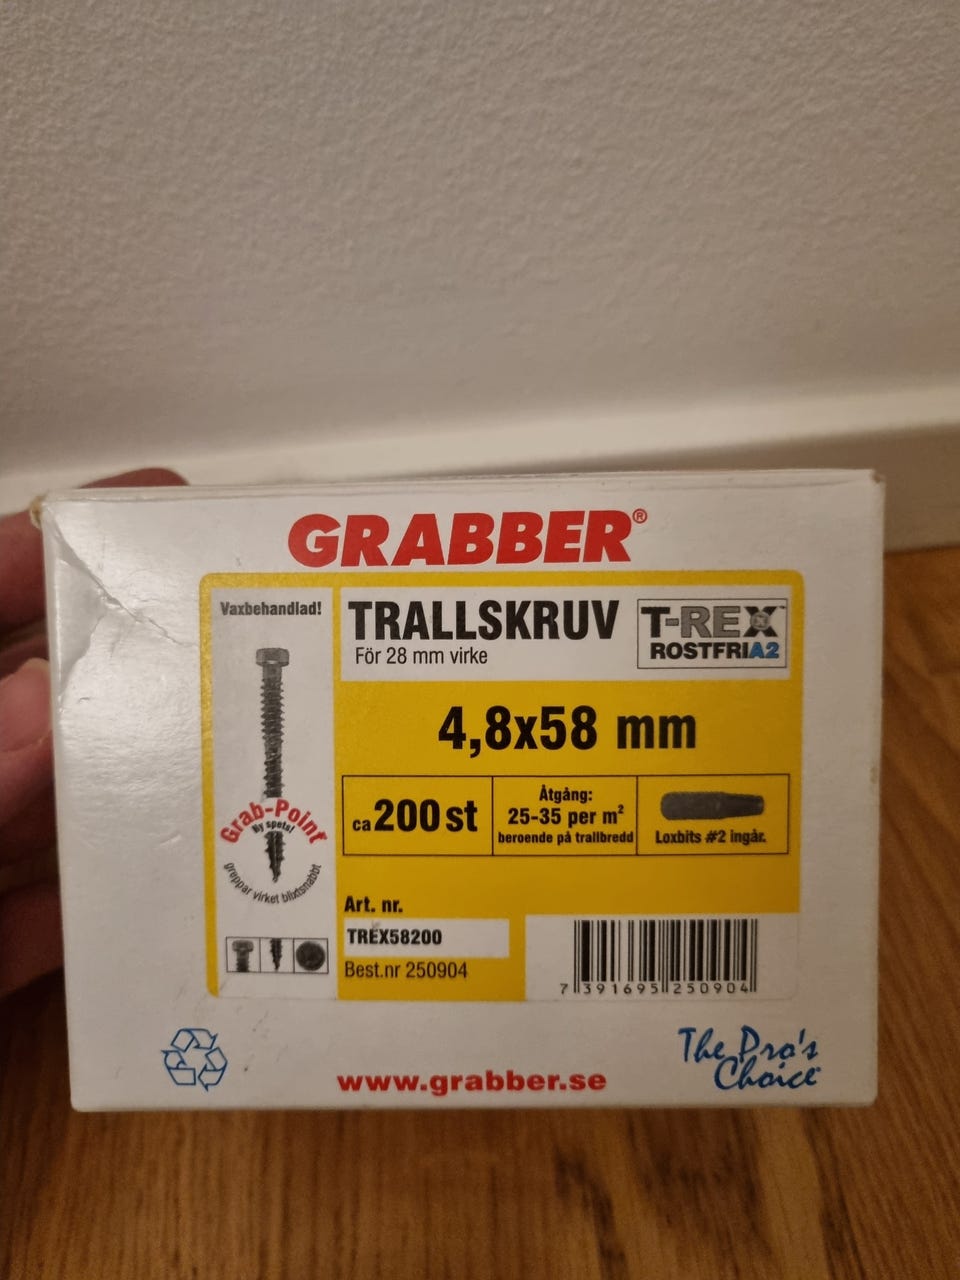 GRABBER®
Vaxbehandlad!
TRALLSKRUV
För 28 mm virke
T-REX™
ROSTFRIA2
4,8x58 mm
ca 200 st
Åtgång:
25-35 per m²
beroende på trallbredd
Loxbits #2 ingår.
Grab-Point
Ny spets!
greppar virket blixtsnabbt
Art. nr.
TREX58200
Best.nr 250904
7 391695 250904
www.grabber.se
The Pro's
Choice